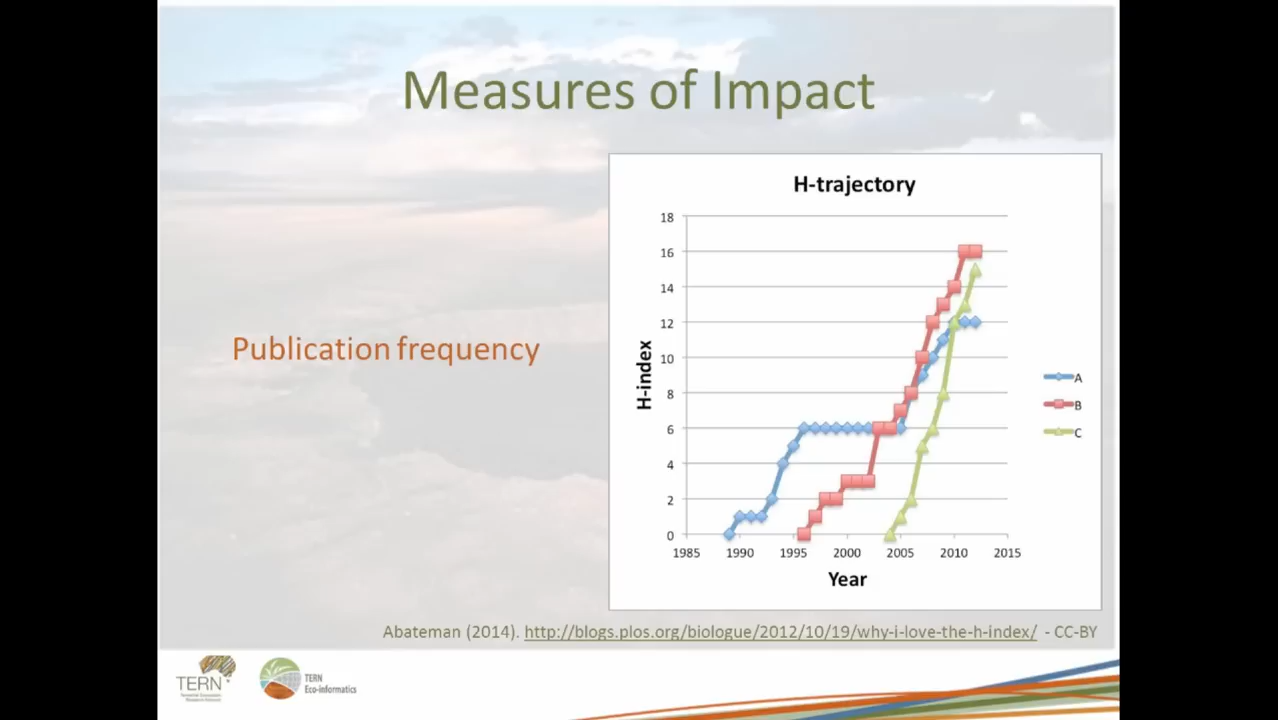 Measures of Impact
Publication frequency
H-trajectory
18
16
14
12
10
8
6
4
2
0
H-index
1985 1990 1995 2000 2005 2010 2015
Year
A
B
C
Abateman (2014). http://blogs.plos.org/biologue/2012/10/19/why-i-love-the-h-index/ - CC-BY
TERN
TERN
Eco-informatics